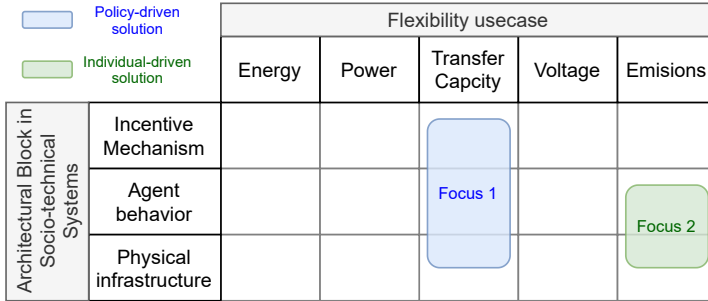 Policy-driven
solution
Individual-driven
solution
Flexibility usecase
Energy
Power
Transfer
Capcity
Voltage
Emisions
Architectural Block in
Socio-technical
Systems
Incentive
Mechanism
Agent
behavior
Physical
infrastructure
Focus 1
Focus 2